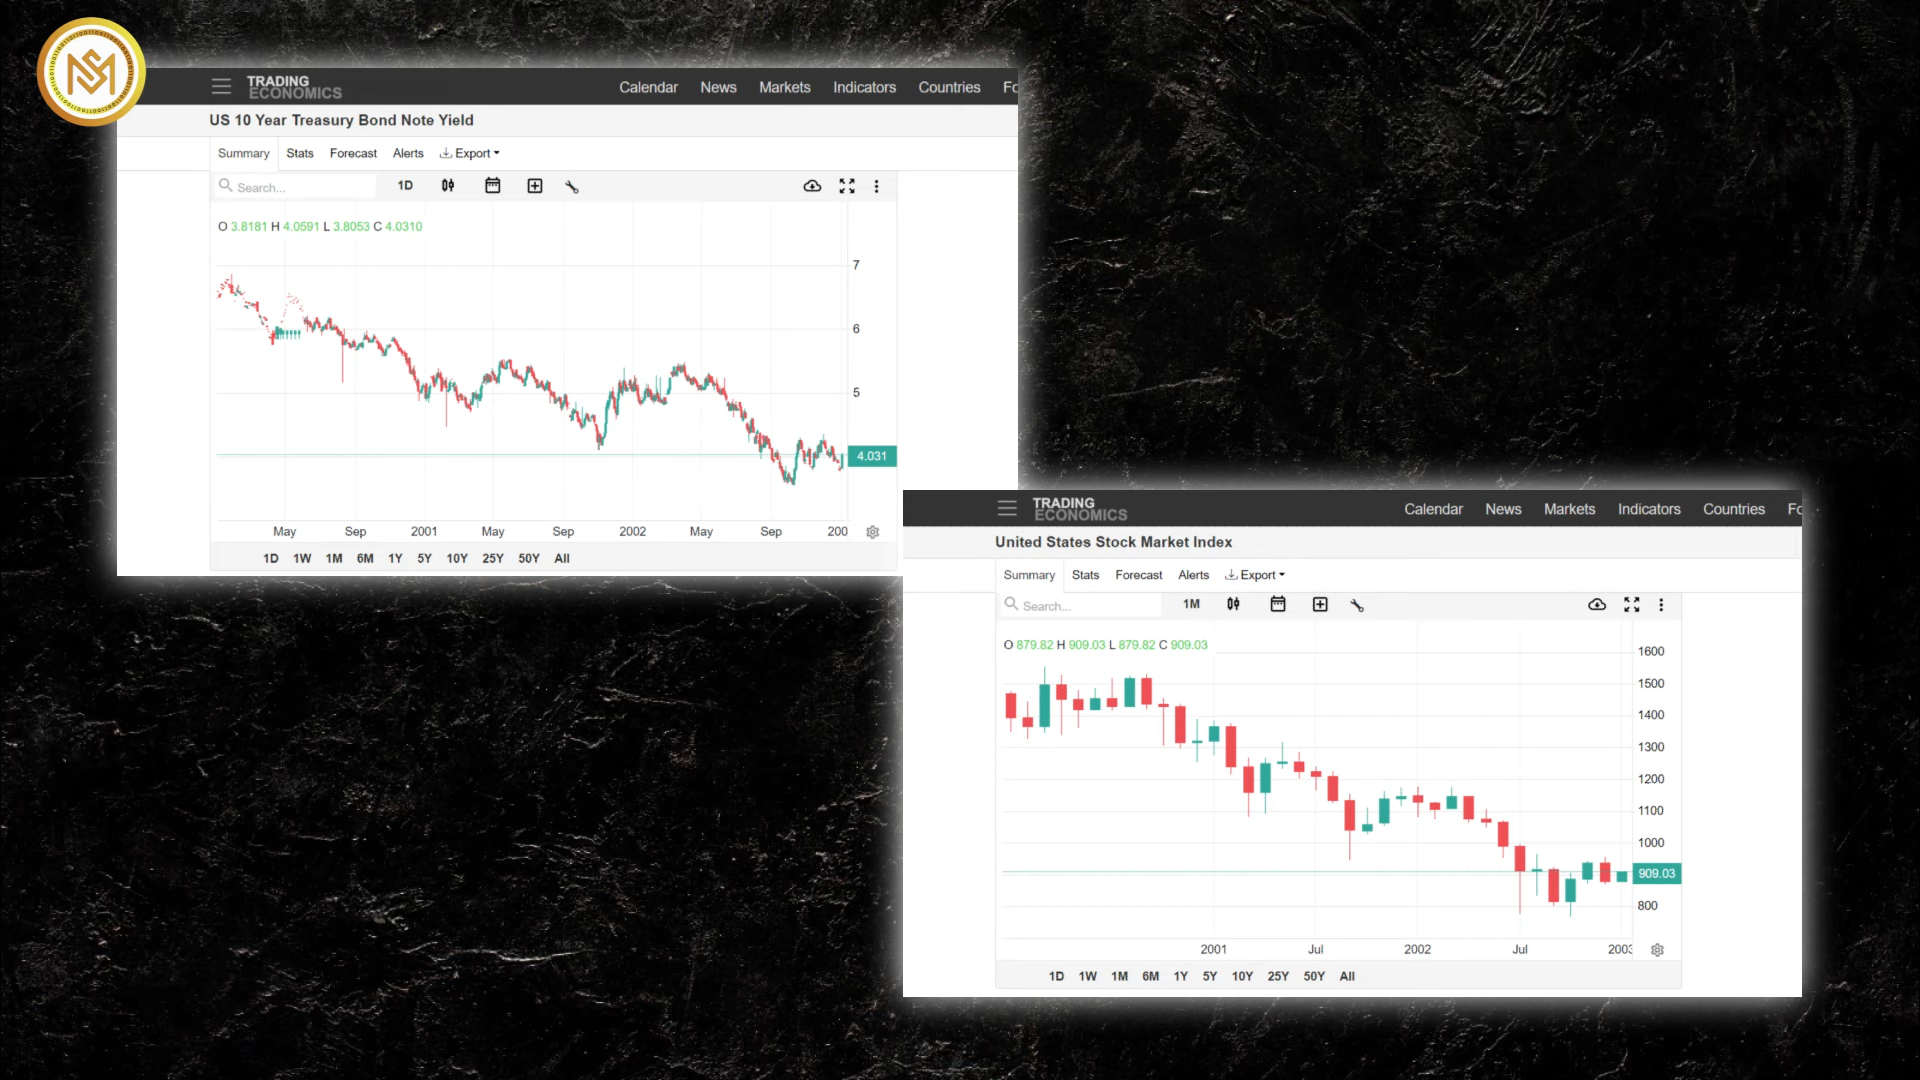 SM
TRADING
ECONOMICS
Calendar News Markets Indicators Countries Fo
US 10 Year Treasury Bond Note Yield
Summary Stats Forecast Alerts Export
Search... 1D
O 3.8181 H 4.0591 L 3.8053 C 4.0310
7
6
5
4.031
May Sep 2001 May Sep 2002 May Sep 200
1D 1W 1M 6M 1Y 5Y 10Y 25Y 50Y All
TRADING
ECONOMICS
Calendar News Markets Indicators Countries Fo
United States Stock Market Index
Summary Stats Forecast Alerts Export
Search... 1M
O 879.82 H 909.03 L 879.82 C 909.03
1600
1500
1400
1300
1200
1100
1000
909.03
800
2001 Jul 2002 Jul 2003
1D 1W 1M 6M 1Y 5Y 10Y 25Y 50Y All